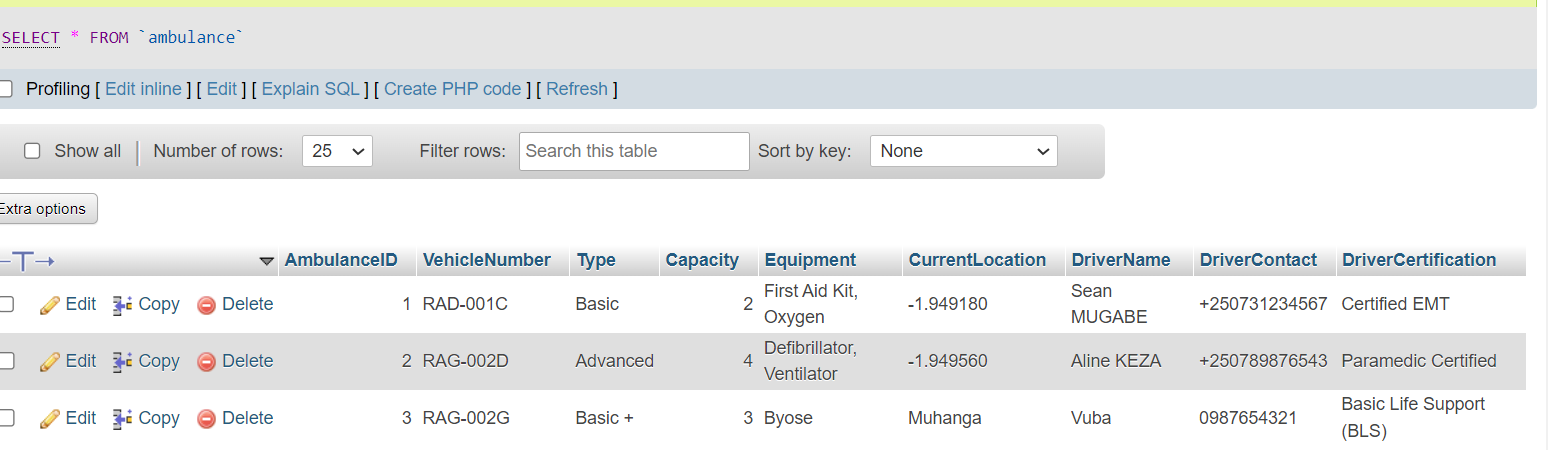 SELECT * FROM `ambulance`
Profiling [ Edit inline ] [ Edit ] [ Explain SQL ] [ Create PHP code ] [ Refresh ]
Show all Number of rows: 25 Filter rows: Search this table Sort by key: None
Extra options
AmbulanceID VehicleNumber Type Capacity Equipment CurrentLocation DriverName DriverContact DriverCertification
Edit Copy Delete 1 RAD-001C Basic 2 First Aid Kit, Oxygen -1.949180 Sean MUGABE +250731234567 Certified EMT
Edit Copy Delete 2 RAG-002D Advanced 4 Defibrillator, Ventilator -1.949560 Aline KEZA +250789876543 Paramedic Certified
Edit Copy Delete 3 RAG-002G Basic + 3 Byose Muhanga Vuba 0987654321 Basic Life Support (BLS)